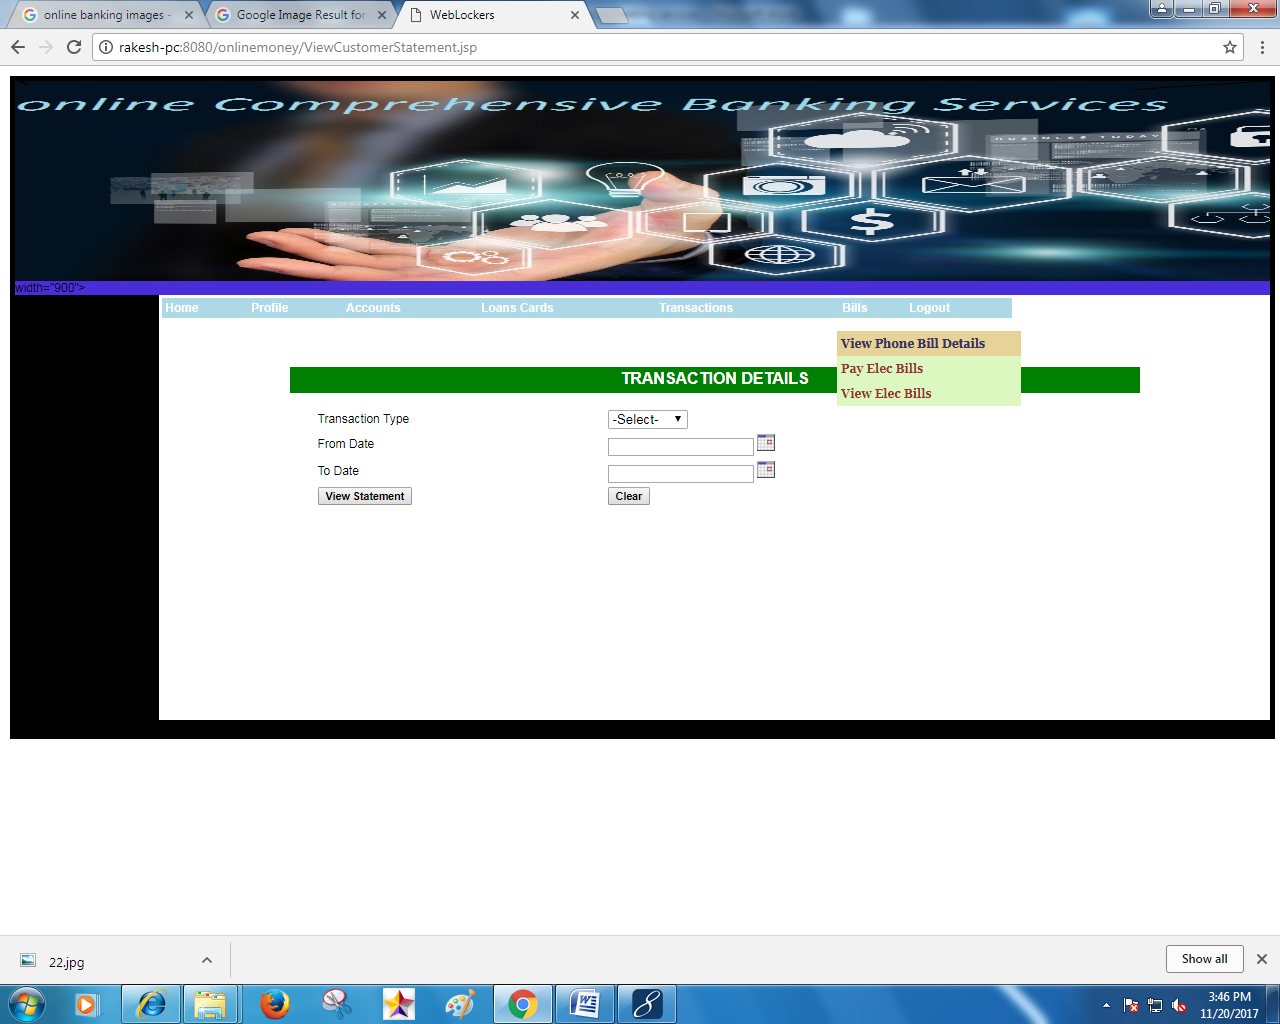 online banking images -
Google Image Result for
WebLockers
rakesh-pc:8080/onlinemoney/ViewCustomerStatement.jsp
online Comprehensive Banking Services
width="900">
Home Profile Accounts Loans Cards Transactions Bills Logout
View Phone Bill Details
Pay Elec Bills
View Elec Bills
TRANSACTION DETAILS
Transaction Type -Select-
From Date
To Date
View Statement Clear
22.jpg
Show all
3:46 PM
11/20/2017